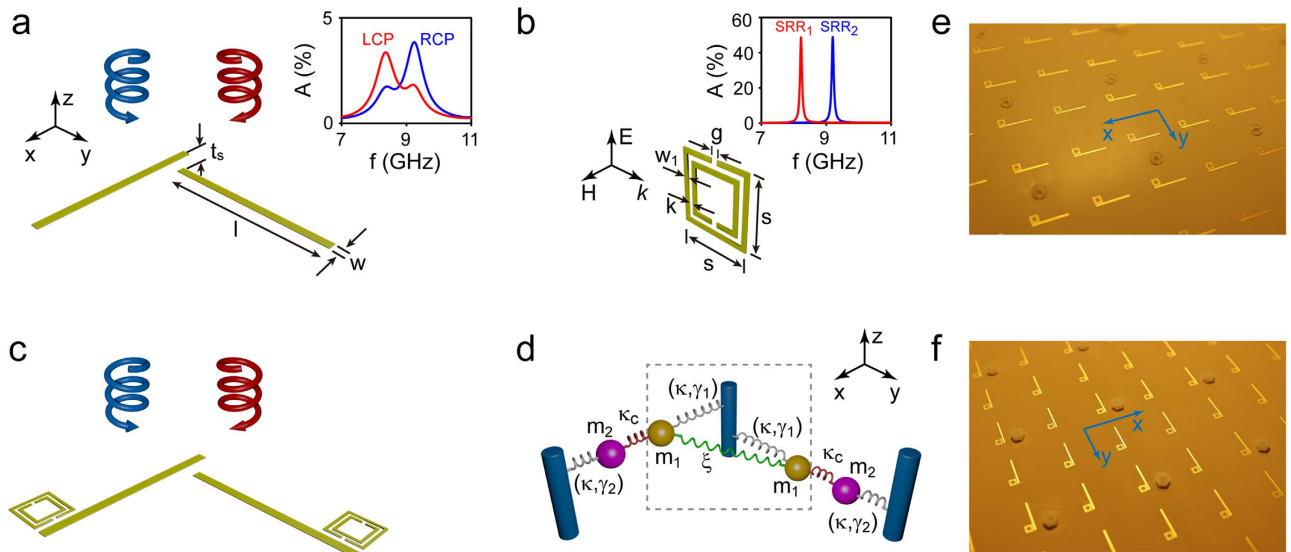 a
z
x
y
t_s
l
w
5
LCP
RCP
A (%)
0
7
9
11
f (GHz)
b
E
H
k
g
w_1
k
s
s
60
SRR_1
SRR_2
40
A (%)
20
0
7
9
11
f (GHz)
e
x
y
c
d
z
x
y
(κ,γ_1)
κ_c
m_2
m_1
(κ,γ_1)
ξ
κ_c
m_2
m_1
(κ,γ_2)
(κ,γ_2)
f
x
y